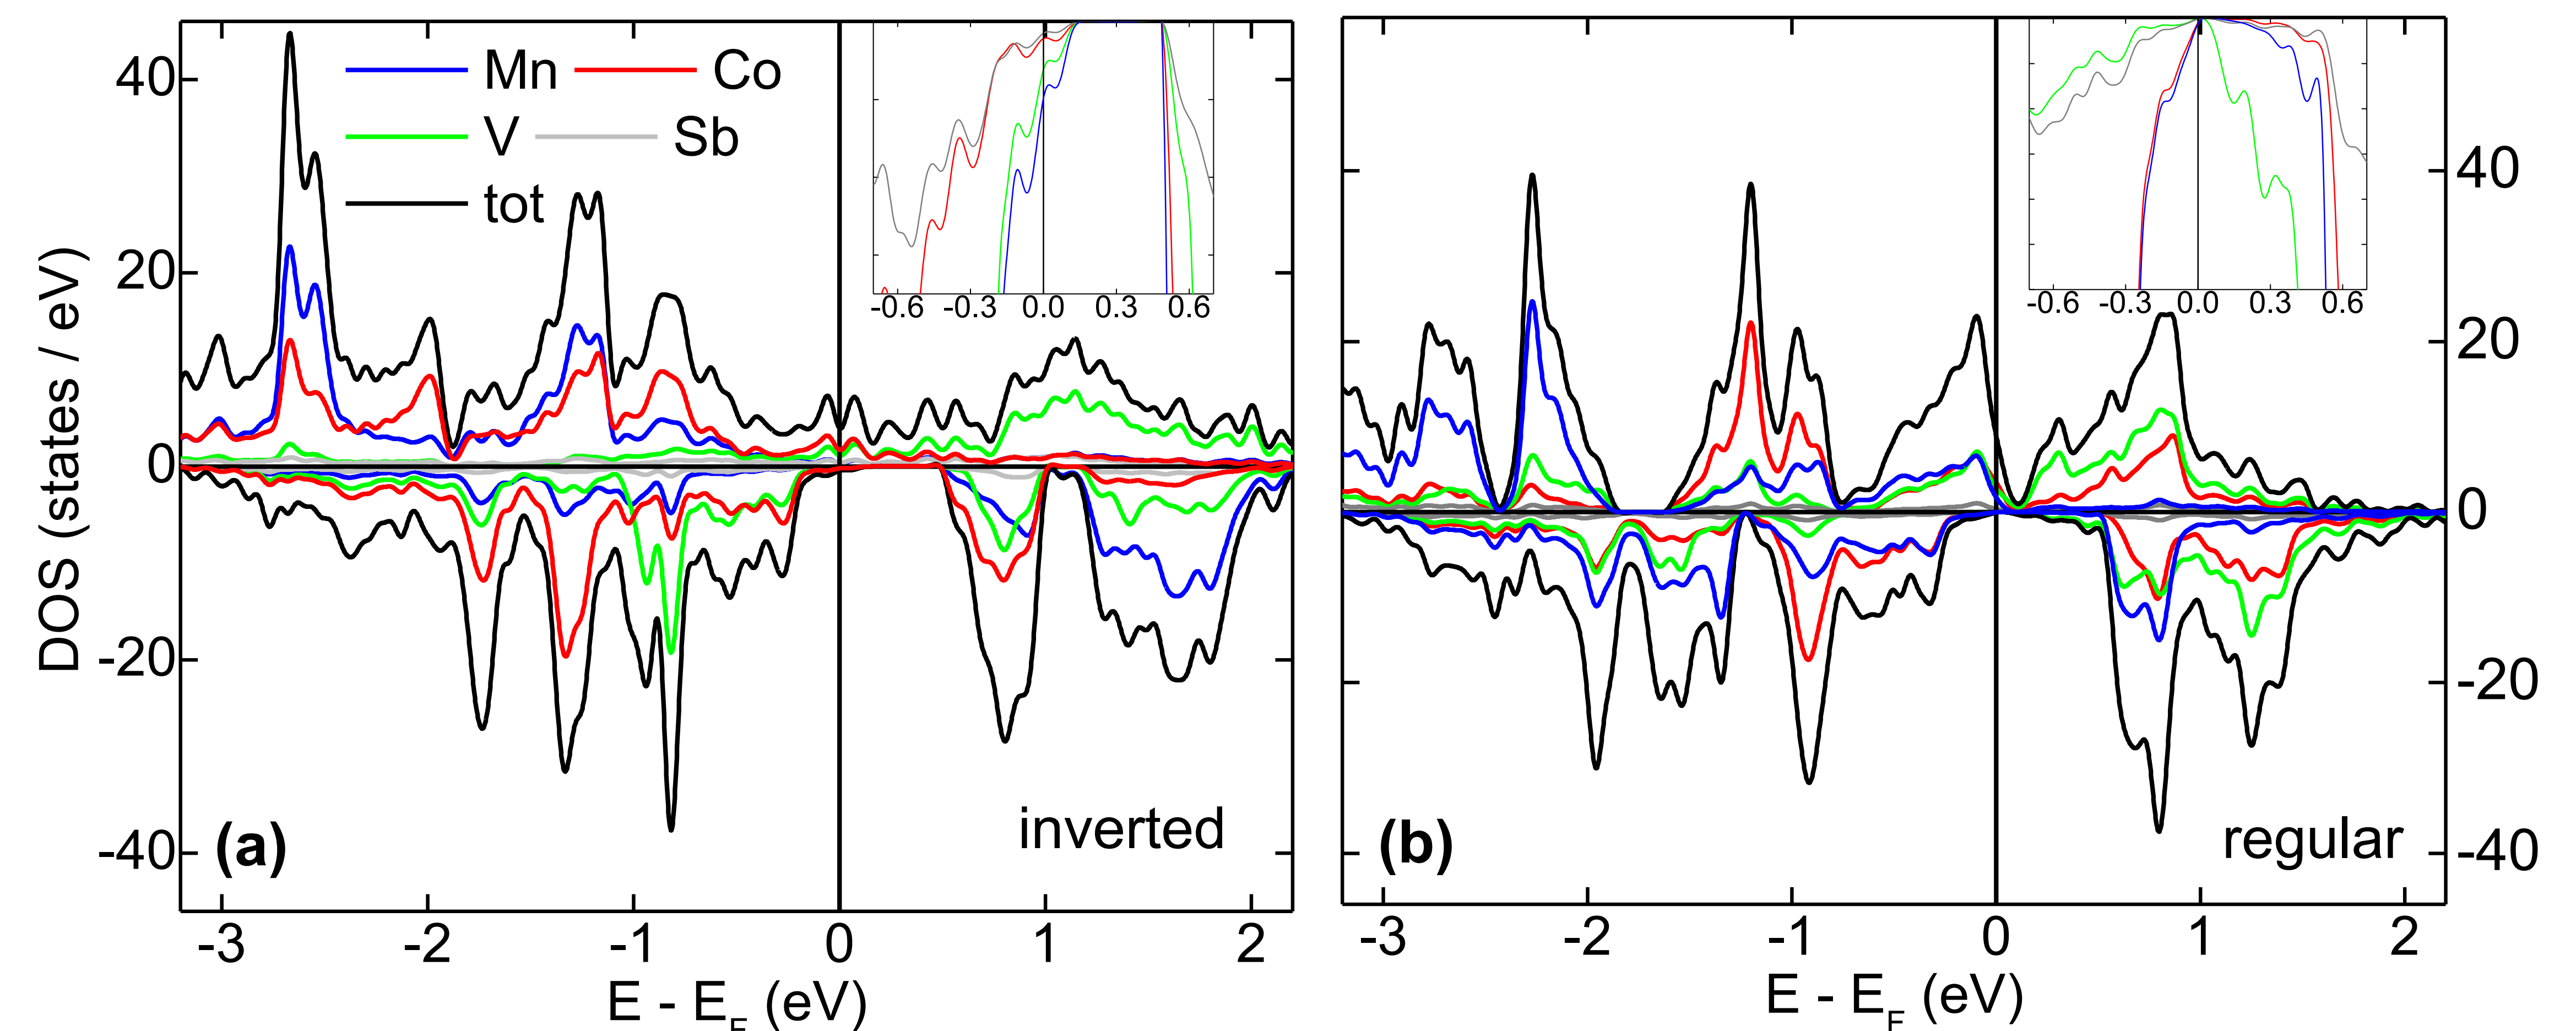 Mn Co
V Sb
tot
40
20
0
-20
-40
DOS (states / eV)
-0.6 -0.3 0.0 0.3 0.6
(a)
inverted
-3 -2 -1 0 1 2
E - E_F (eV)
-0.6 -0.3 0.0 0.3 0.6
40
20
0
-20
-40
(b)
regular
-3 -2 -1 0 1 2
E - E_F (eV)